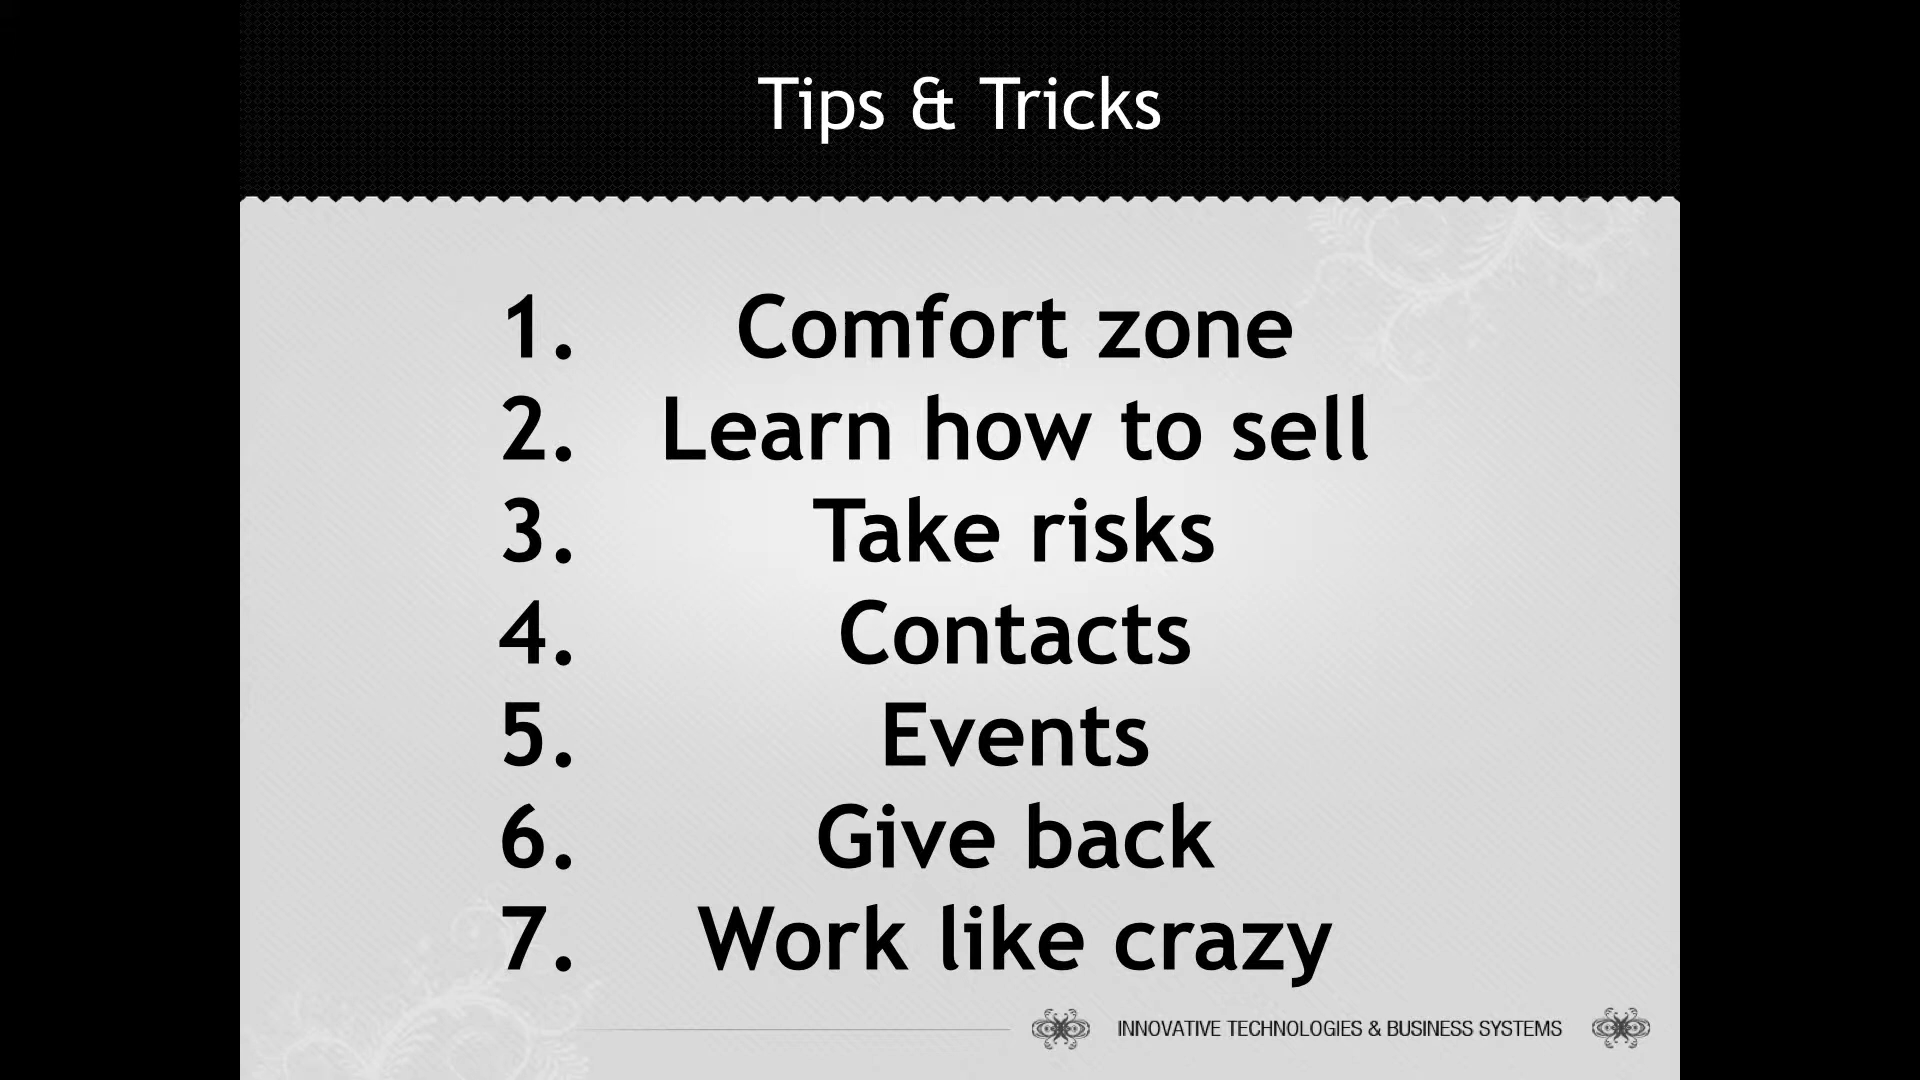 Tips & Tricks
1. Comfort zone
2. Learn how to sell
3. Take risks
4. Contacts
5. Events
6. Give back
7. Work like crazy
INNOVATIVE TECHNOLOGIES & BUSINESS SYSTEMS